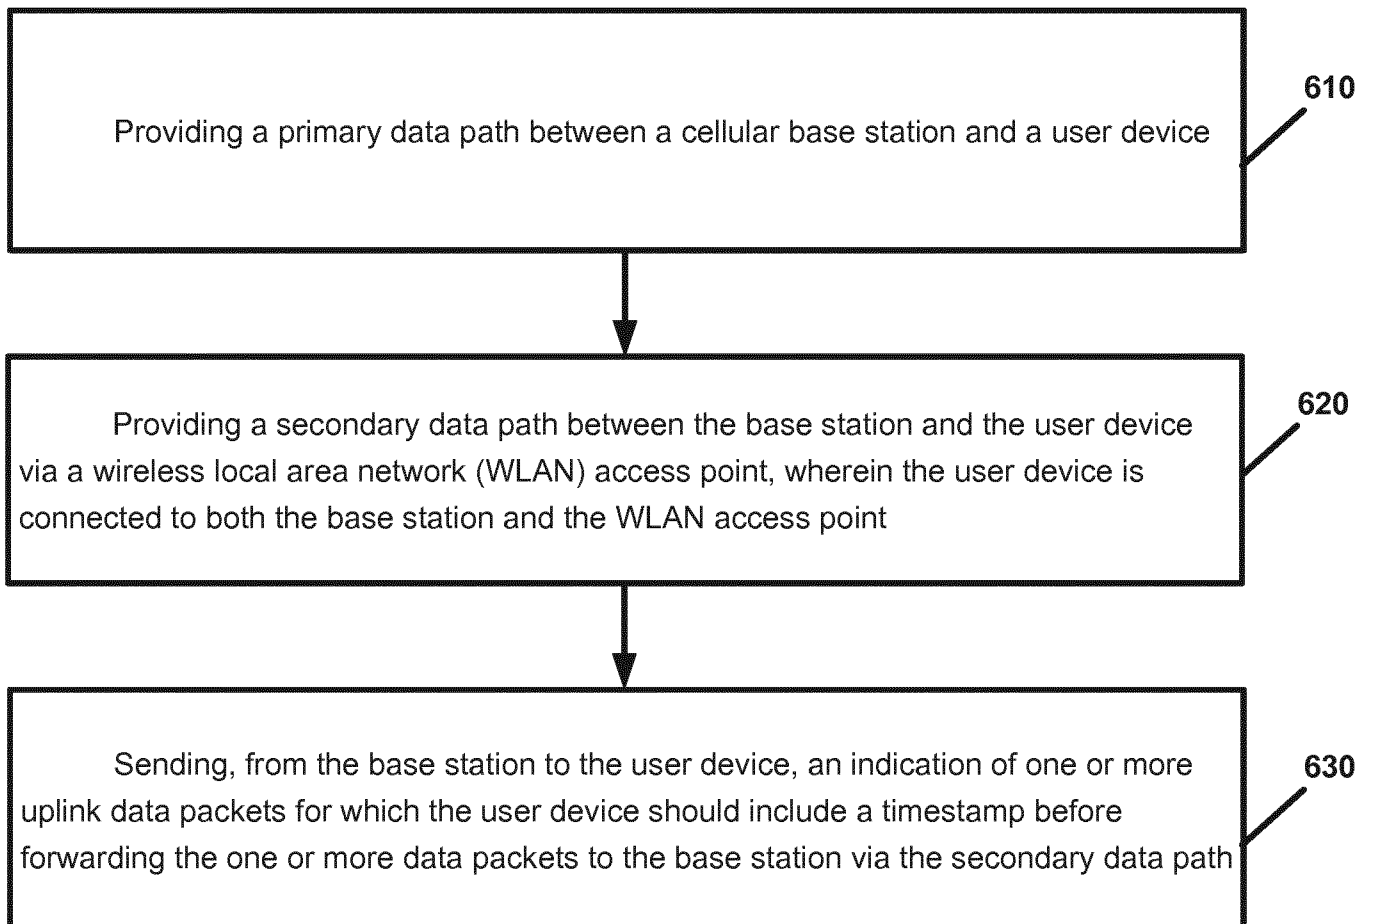 610
Providing a primary data path between a cellular base station and a user device
620
Providing a secondary data path between the base station and the user device
via a wireless local area network (WLAN) access point, wherein the user device is
connected to both the base station and the WLAN access point
630
Sending, from the base station to the user device, an indication of one or more
uplink data packets for which the user device should include a timestamp before
forwarding the one or more data packets to the base station via the secondary data path